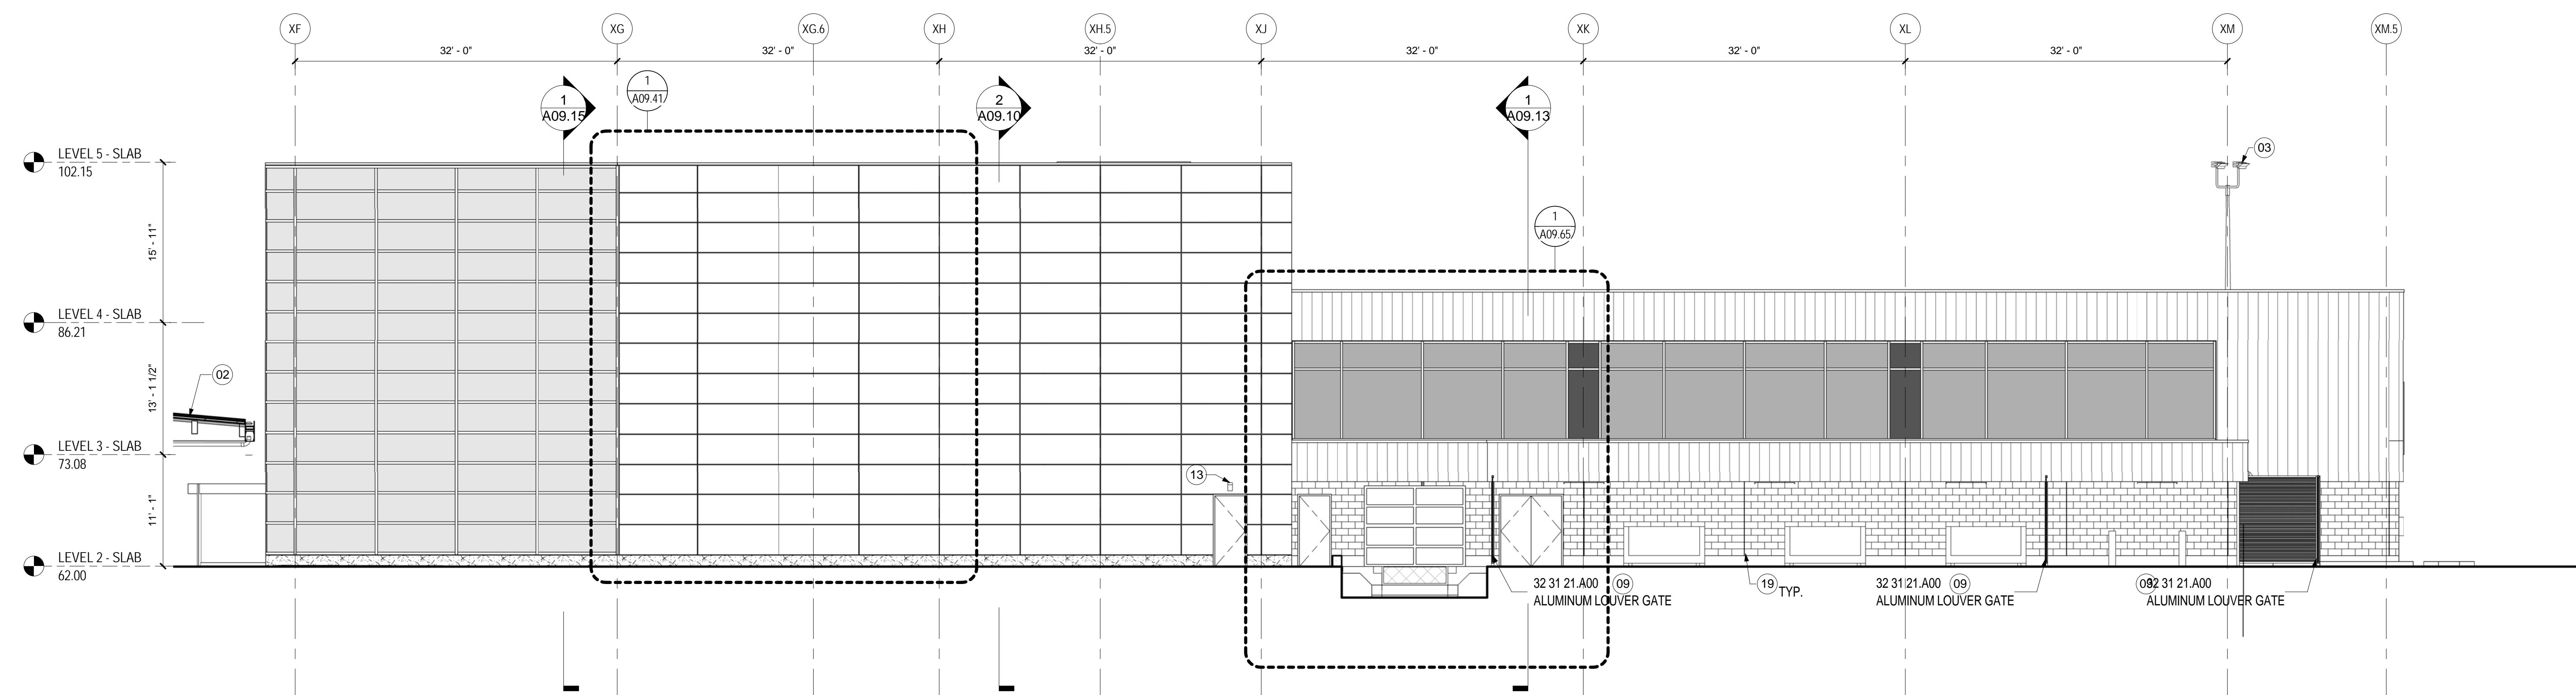 XF
XG
XG.6
XH
XH.5
XJ
XK
XL
XM
XM.5
32' - 0"
32' - 0"
32' - 0"
32' - 0"
32' - 0"
32' - 0"
1
A09.41
1
A09.15
2
A09.10
1
A09.13
LEVEL 5 - SLAB
102.15
03
1
A09.65
15' - 11"
LEVEL 4 - SLAB
86.21
02
13' - 1 1/2"
LEVEL 3 - SLAB
73.08
13
11' - 1"
LEVEL 2 - SLAB
62.00
32 31 21.A00 09
ALUMINUM LOUVER GATE
19 TYP.
32 31 21.A00 09
ALUMINUM LOUVER GATE
09 32 31 21.A00
ALUMINUM LOUVER GATE